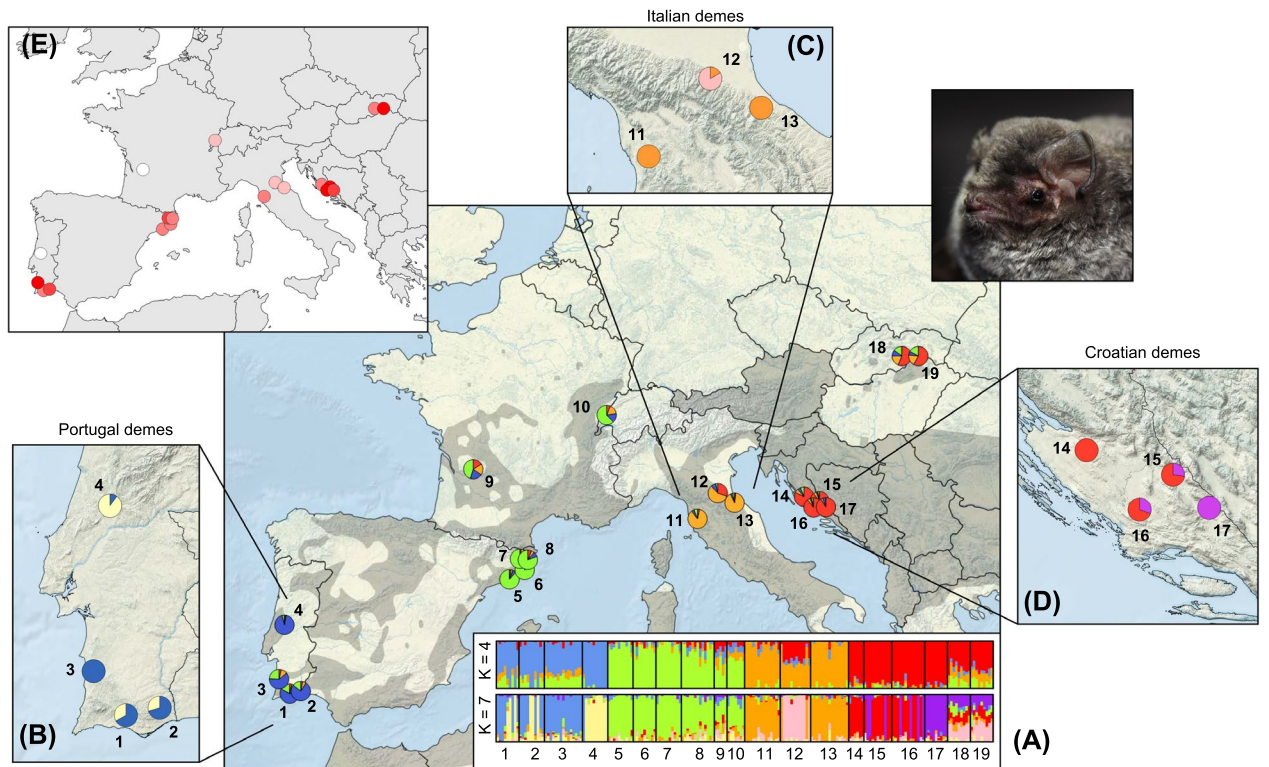 Italian demes
(E)
(C)
12
13
11
18
19
Croatian demes
10
14
15
16
17
(D)
Portugal demes
4
3
1
2
(B)
9
12
11
13
14
15
16
17
7
8
6
5
4
3
1
2
K = 4
K = 7
1 2 3 4 5 6 7 8 9 10 11 12 13 14 15 16 17 18 19
(A)